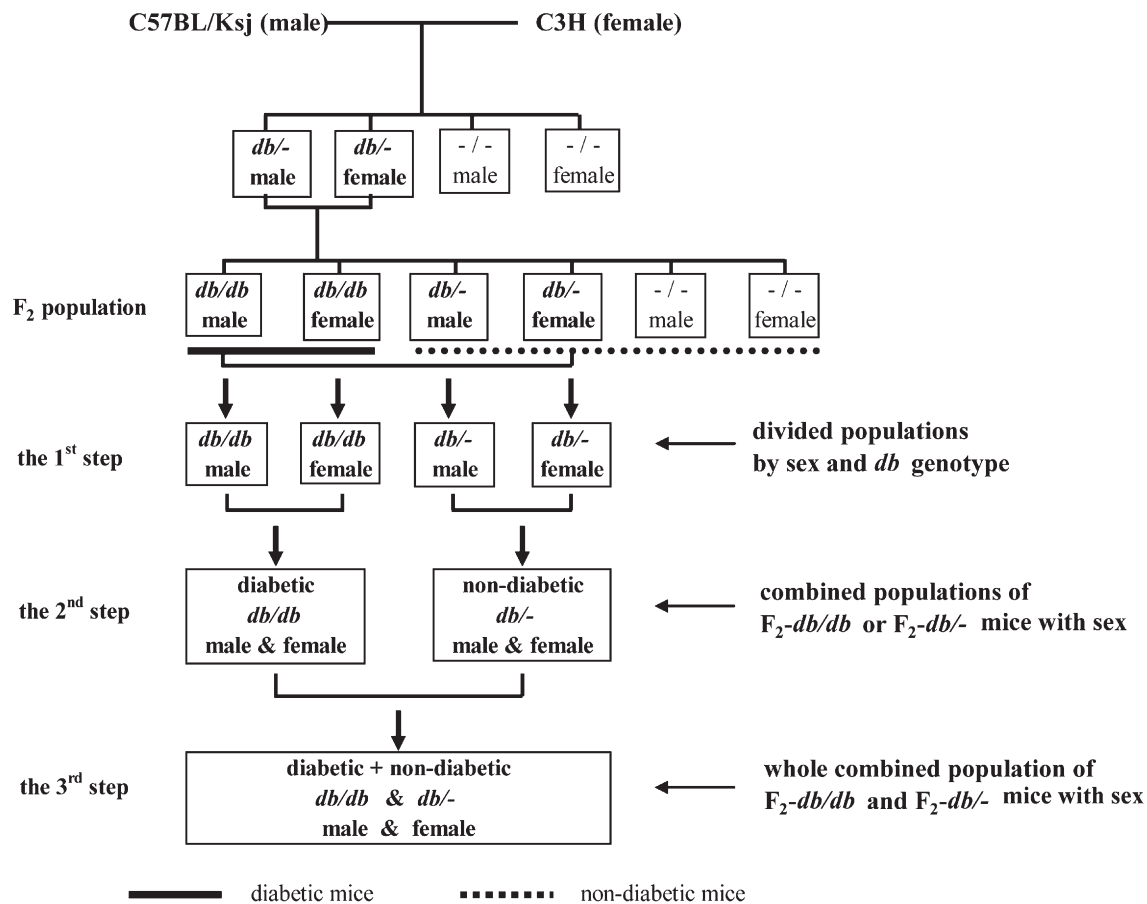 C57BL/Ksj (male)
C3H (female)
db/-
male
db/-
female
- / -
male
- / -
female
F2 population
db/db
male
db/db
female
db/-
male
db/-
female
- / -
male
- / -
female
the 1st step
db/db
male
db/db
female
db/-
male
db/-
female
divided populations
by sex and db genotype
the 2nd step
diabetic
db/db
male & female
non-diabetic
db/-
male & female
combined populations of
F2-db/db or F2-db/- mice with sex
the 3rd step
diabetic + non-diabetic
db/db & db/-
male & female
whole combined population of
F2-db/db and F2-db/- mice with sex
diabetic mice
non-diabetic mice